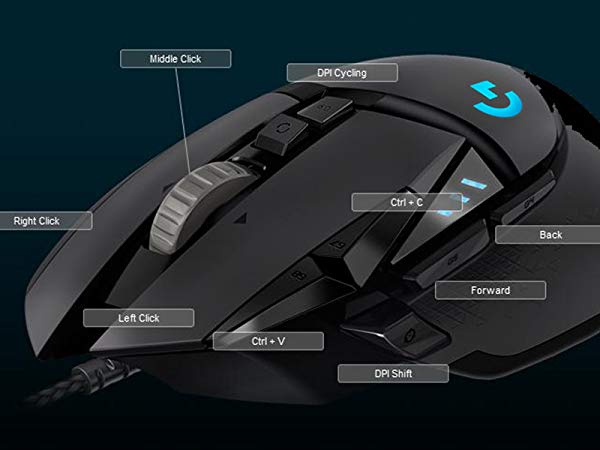 Middle Click
DPI Cycling
Ctrl + C
Right Click
Back
Forward
Left Click
Ctrl + V
DPI Shift